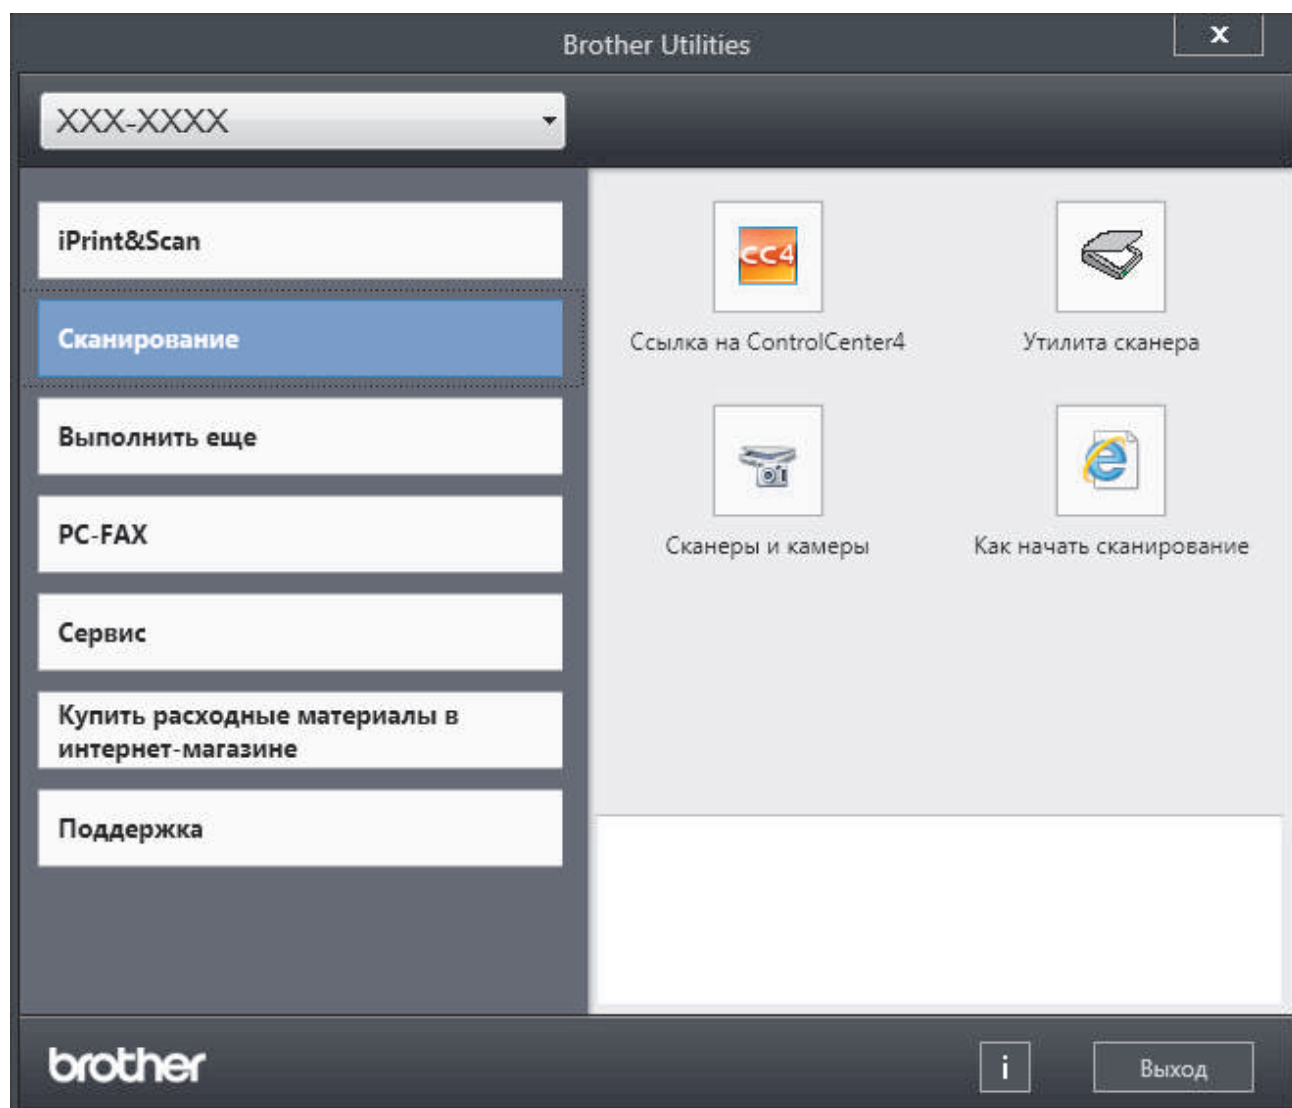 Brother Utilities
x
XXX-XXXX
iPrint&Scan
Сканирование
Выполнить еще
PC-FAX
Сервис
Купить расходные материалы в
интернет-магазине
Поддержка
CC4
Ссылка на ControlCenter4
Утилита сканера
Сканеры и камеры
Как начать сканирование
brother
i
Выход